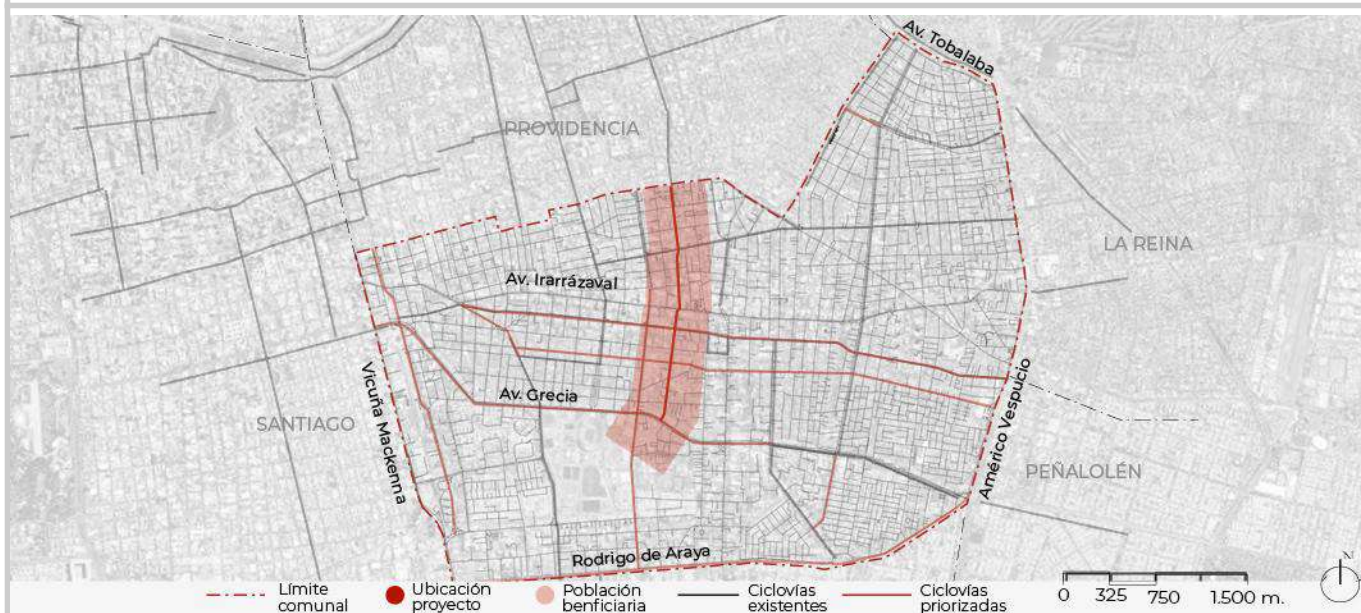 Av. Tobalaba
PROVIDENCIA
LA REINA
Av. Irarrázaval
Av. Grecia
SANTIAGO
Vicuña Mackenna
Américo Vespucio
PEÑALOLÉN
Rodrigo de Araya
Límite
comunal
Ubicación
proyecto
Población
benficiaria
Ciclovías
existentes
Ciclovías
priorizadas
0 325 750 1.500 m.
N